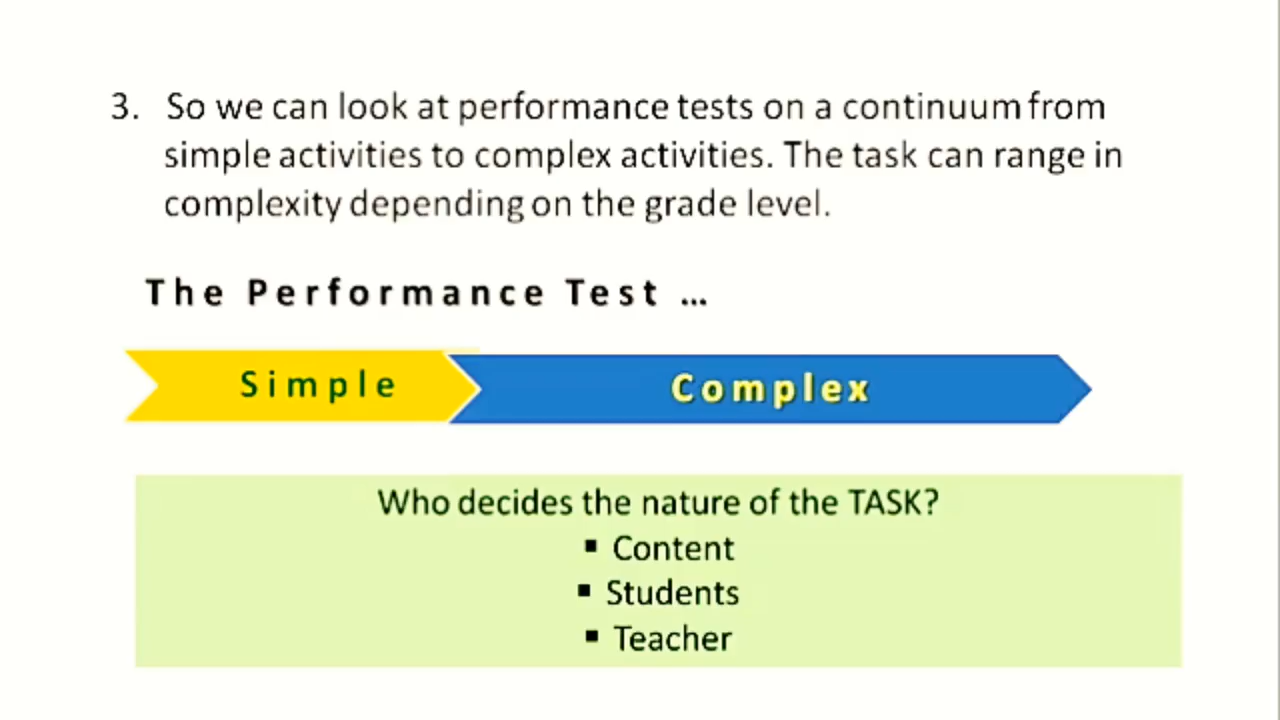 3. So we can look at performance tests on a continuum from
simple activities to complex activities. The task can range in
complexity depending on the grade level.
The Performance Test ...
Simple
Complex
Who decides the nature of the TASK?
▪ Content
▪ Students
▪ Teacher